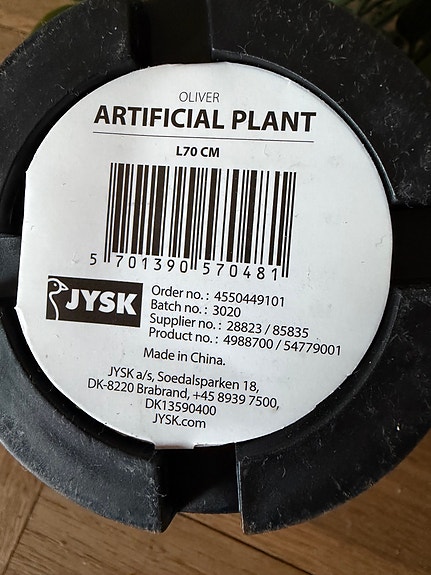 OLIVER
ARTIFICIAL PLANT
L70 CM
5 701390 570481
JYSK
Order no.: 4550449101
Batch no.: 3020
Supplier no.: 28823 / 85835
Product no.: 4988700 / 54779001
Made in China.
JYSK a/s, Soedalsparken 18,
DK-8220 Brabrand, +45 8939 7500,
DK13590400
JYSK.com